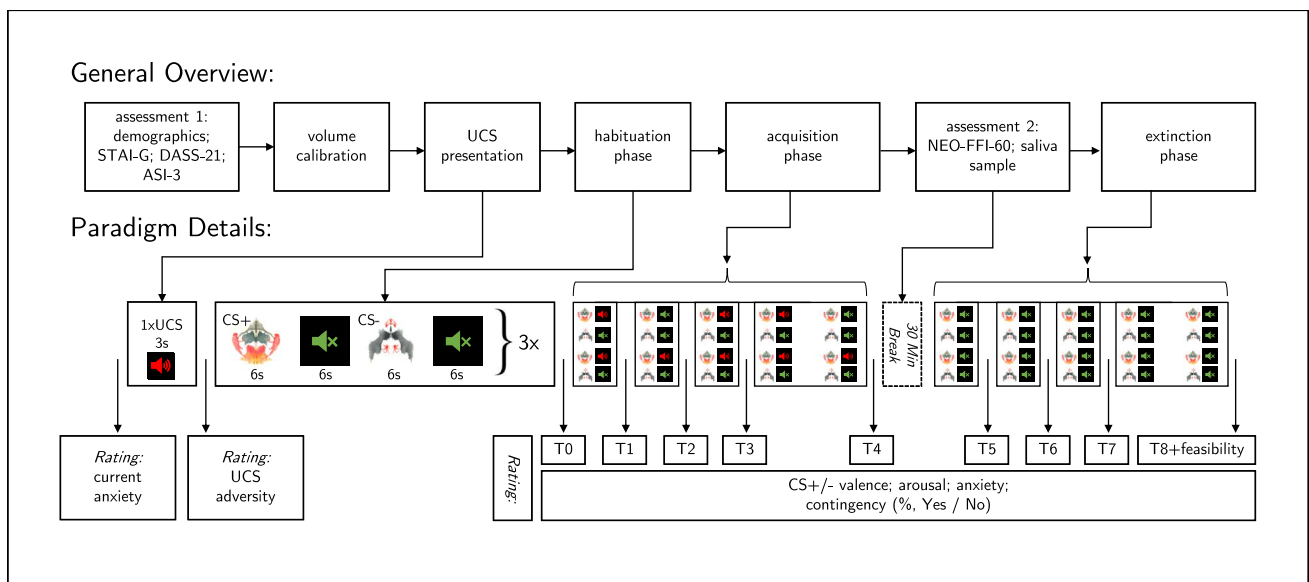 General Overview:
assessment 1:
demographics;
STAI-G; DASS-21;
ASI-3
volume
calibration
UCS
presentation
habituation
phase
acquisition
phase
assessment 2:
NEO-FFI-60; saliva
sample
extinction
phase
Paradigm Details:
1xUCS
3s
CS+
6s
6s
CS-
6s
6s
3x
30 Min
Break
Rating:
current
anxiety
Rating:
UCS
adversity
Rating:
T0
T1
T2
T3
T4
T5
T6
T7
T8+feasibility
CS+/- valence; arousal; anxiety;
contingency (%, Yes / No)